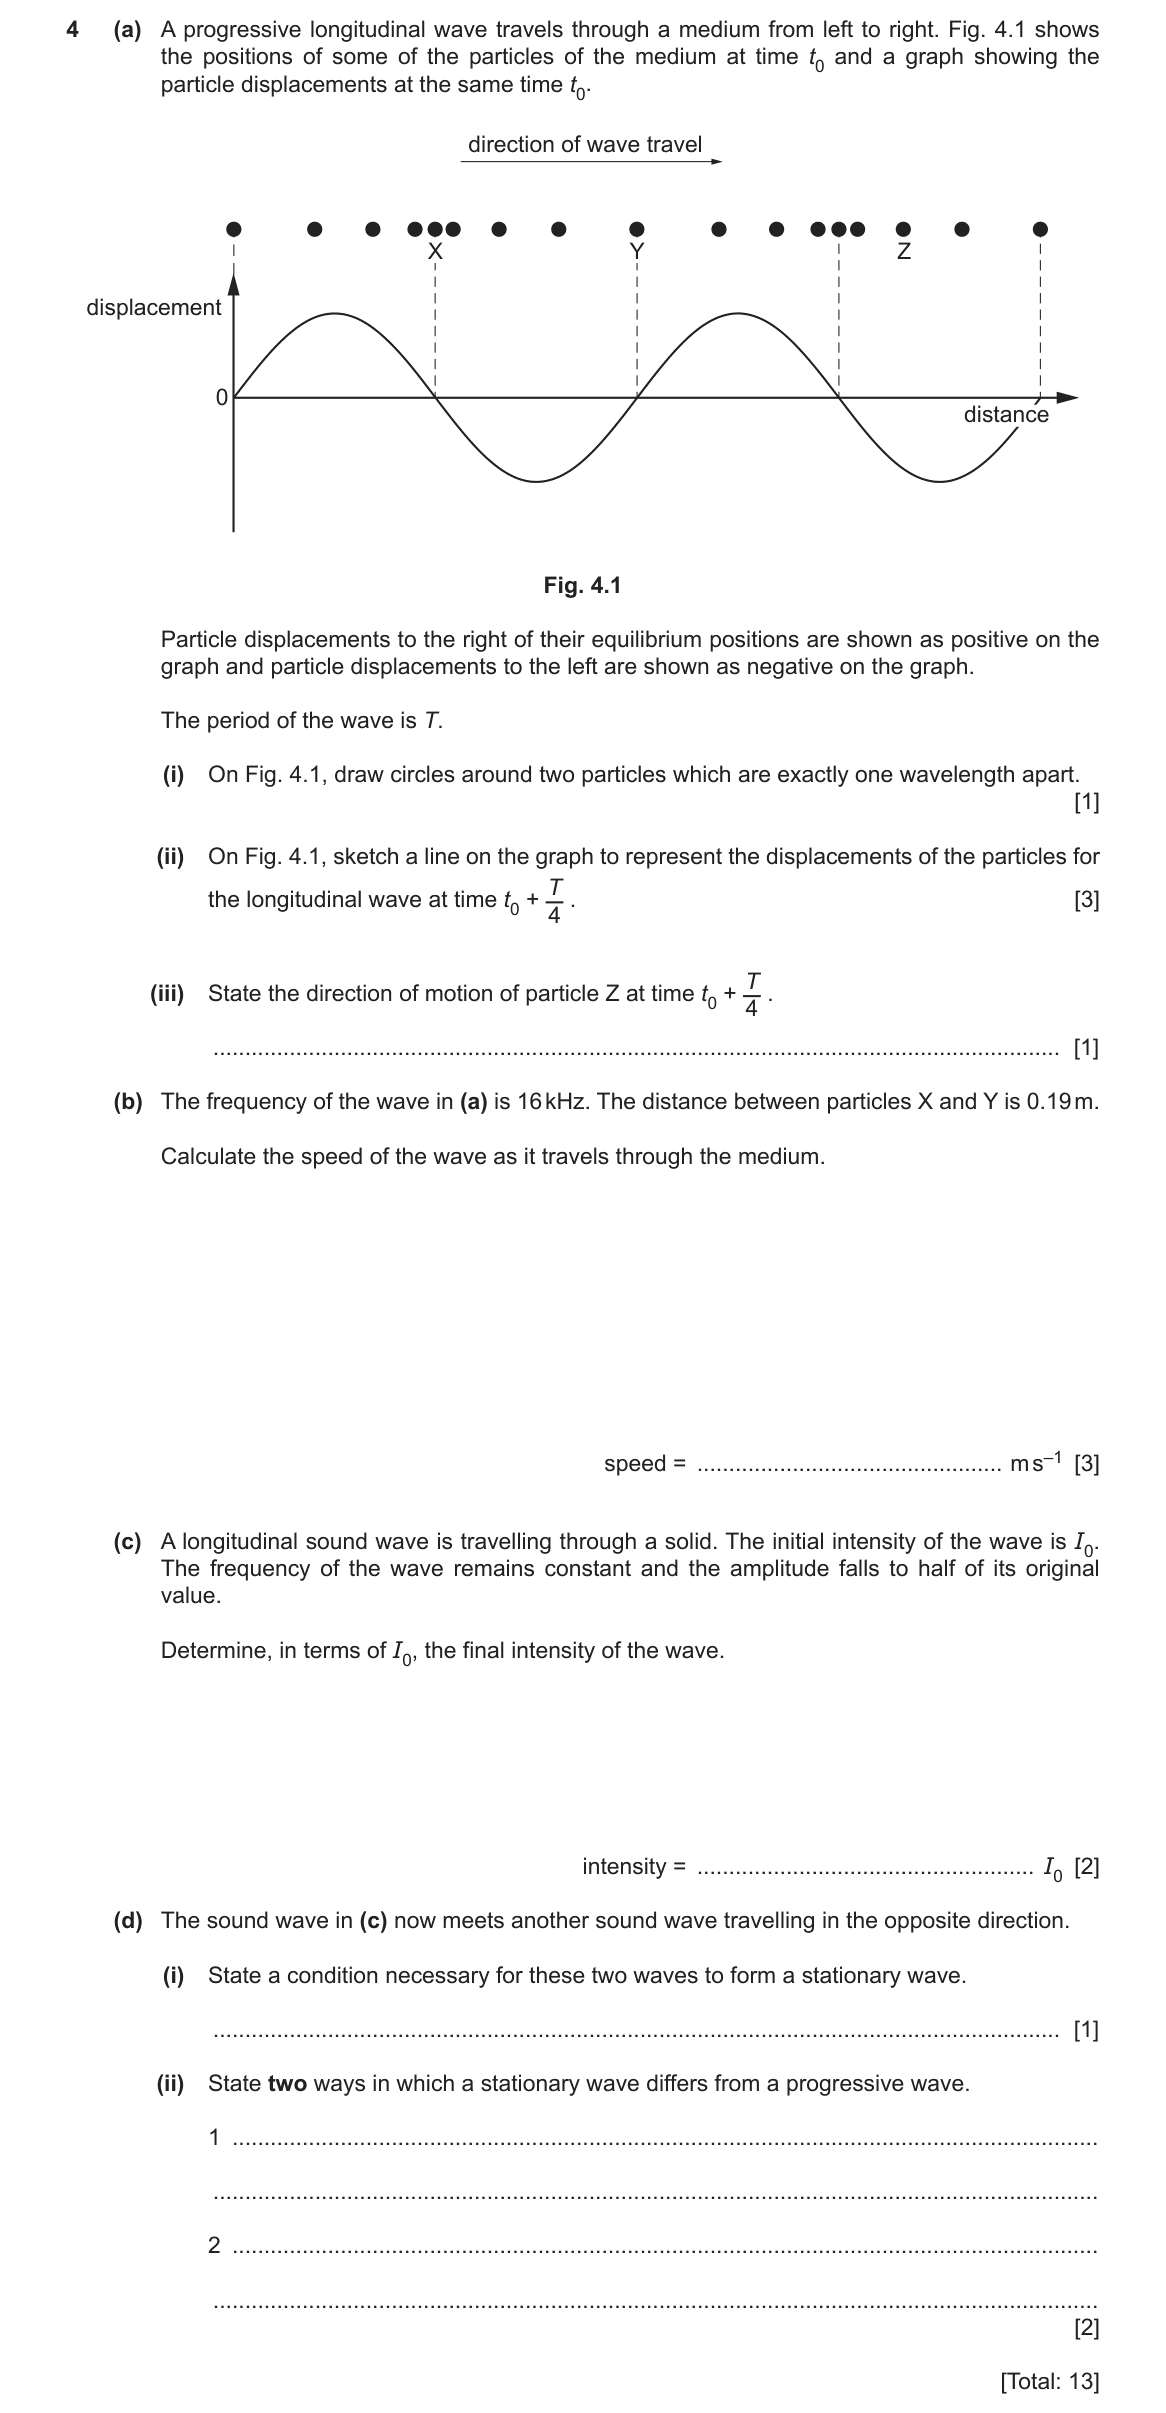 4 (a) A progressive longitudinal wave travels through a medium from left to right. Fig. 4.1 shows
the positions of some of the particles of the medium at time t₀ and a graph showing the
particle displacements at the same time t₀.
direction of wave travel
X Y Z
displacement
0
distance
Fig. 4.1
Particle displacements to the right of their equilibrium positions are shown as positive on the
graph and particle displacements to the left are shown as negative on the graph.
The period of the wave is T.
(i) On Fig. 4.1, draw circles around two particles which are exactly one wavelength apart.
[1]
(ii) On Fig. 4.1, sketch a line on the graph to represent the displacements of the particles for
the longitudinal wave at time t₀ + T/4. [3]
(iii) State the direction of motion of particle Z at time t₀ + T/4.
.......... [1]
(b) The frequency of the wave in (a) is 16 kHz. The distance between particles X and Y is 0.19 m.
Calculate the speed of the wave as it travels through the medium.
speed = .......... m s⁻¹ [3]
(c) A longitudinal sound wave is travelling through a solid. The initial intensity of the wave is I₀.
The frequency of the wave remains constant and the amplitude falls to half of its original
value.
Determine, in terms of I₀, the final intensity of the wave.
intensity = .......... I₀ [2]
(d) The sound wave in (c) now meets another sound wave travelling in the opposite direction.
(i) State a condition necessary for these two waves to form a stationary wave.
.......... [1]
(ii) State two ways in which a stationary wave differs from a progressive wave.
1 ..........
..........
2 ..........
..........
[2]
[Total: 13]